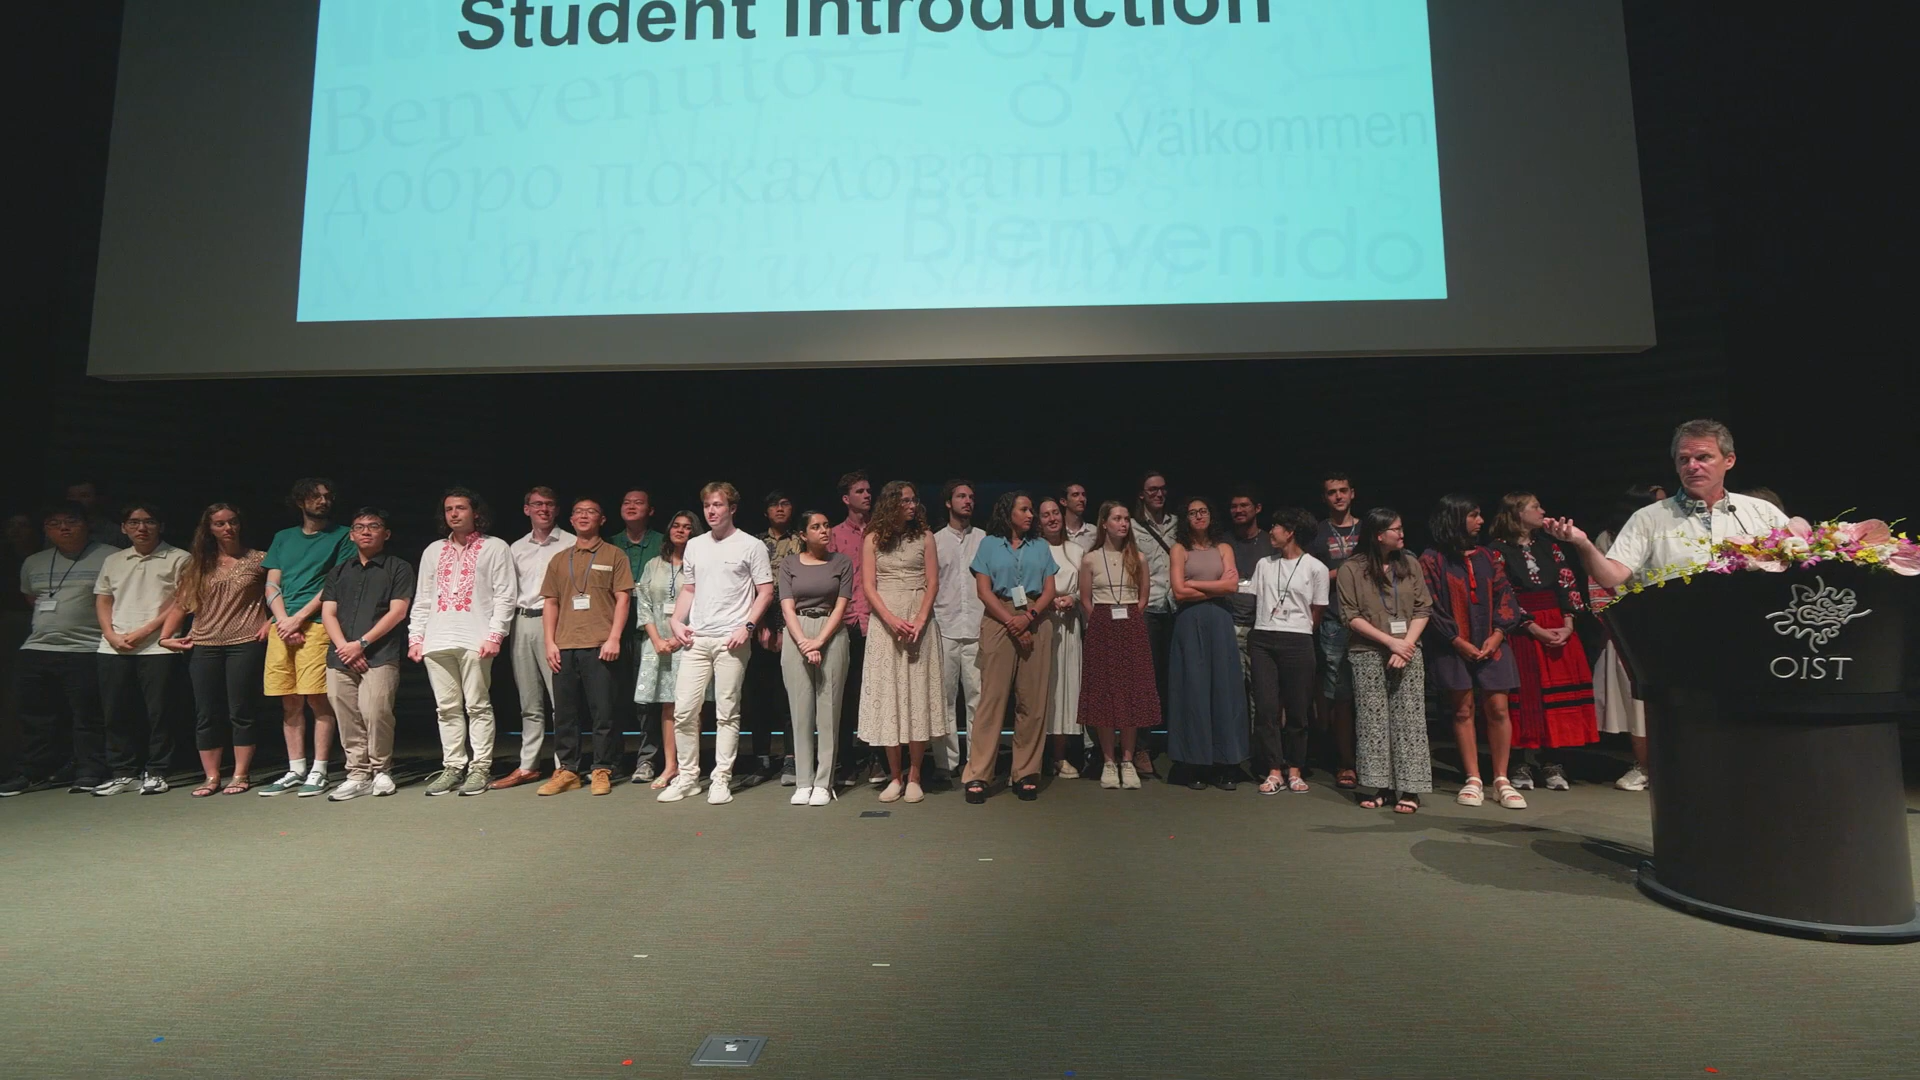 Student Introduction
Benvenuto
Välkommen
добро пожаловать
Bienvenido
Ahlan wa sahlan
OIST